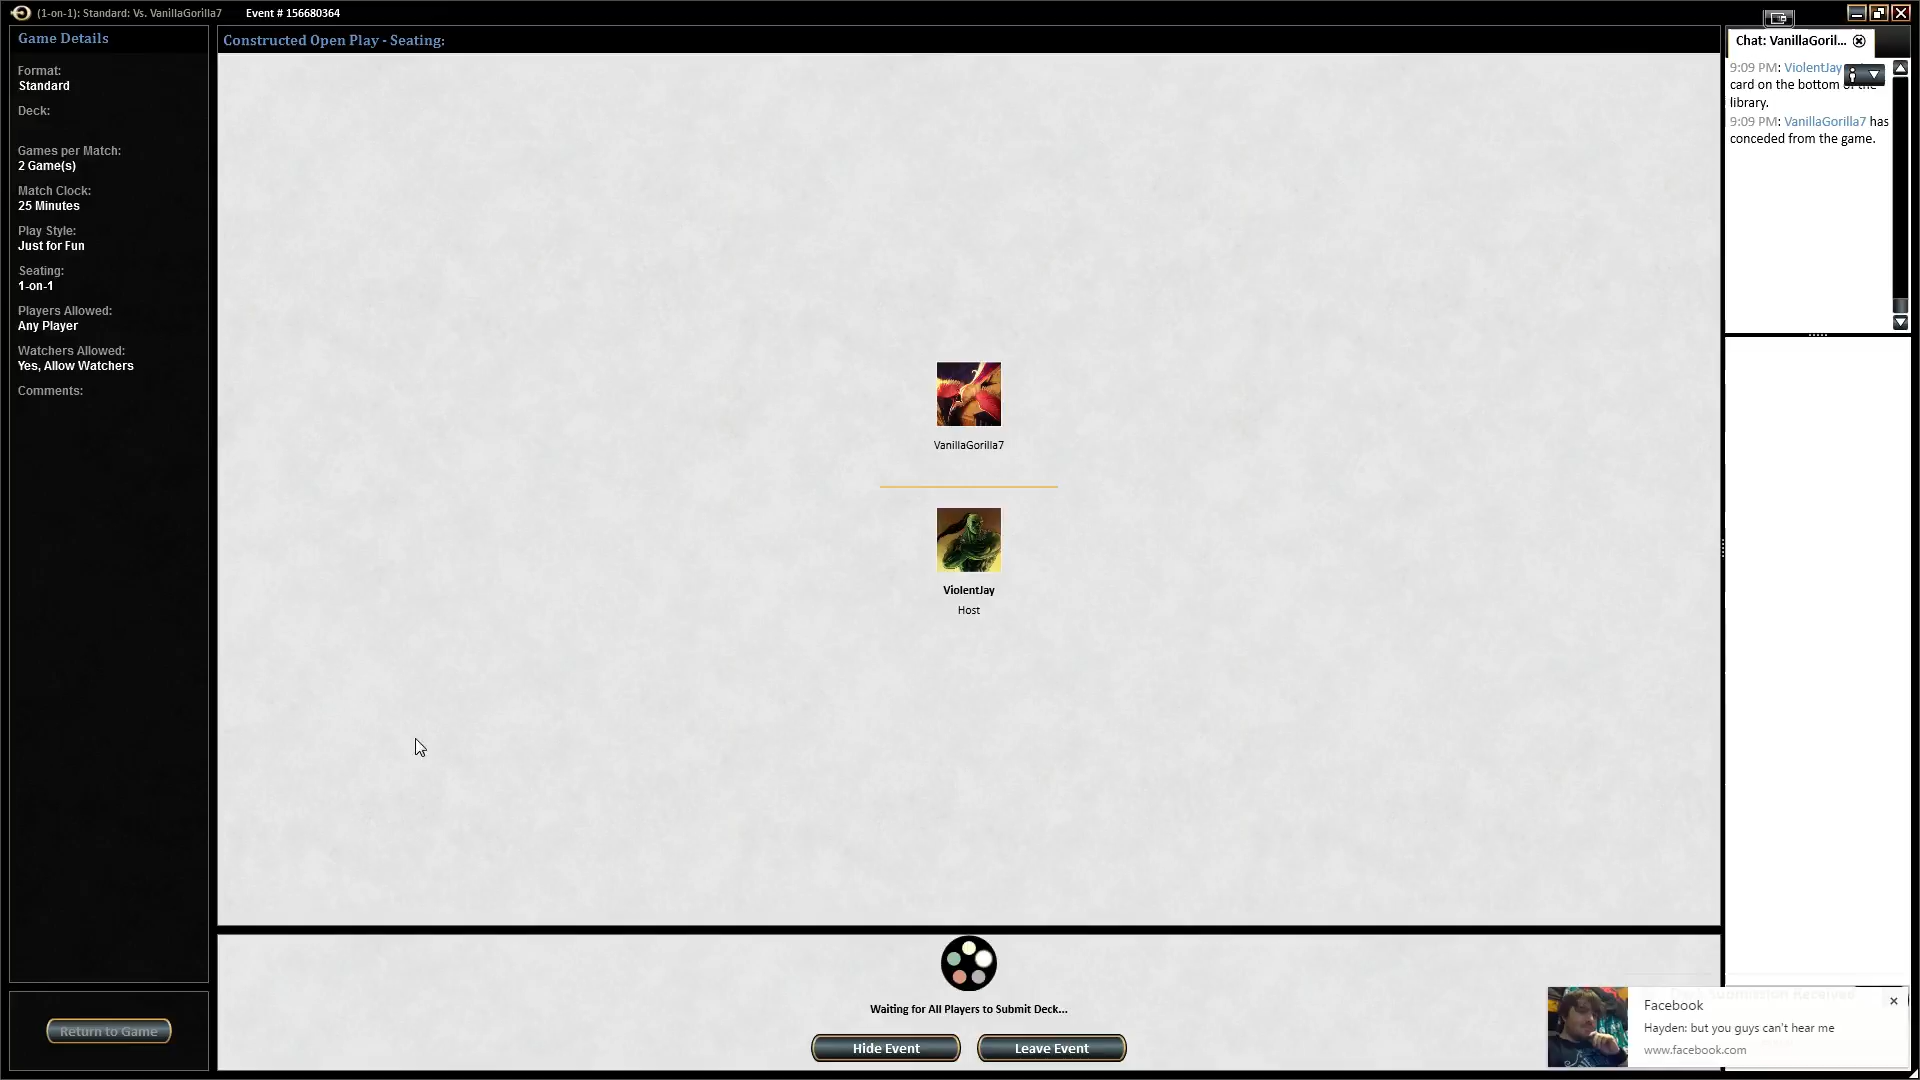 (1-on-1): Standard: Vs. VanillaGorilla7 Event # 156680364
Game Details
Format:
Standard
Deck:
Games per Match:
2 Game(s)
Match Clock:
25 Minutes
Play Style:
Just for Fun
Seating:
1-on-1
Players Allowed:
Any Player
Watchers Allowed:
Yes, Allow Watchers
Comments:
Return to Game
Constructed Open Play - Seating:
VanillaGorilla7
ViolentJay
Host
Waiting for All Players to Submit Deck...
Hide Event
Leave Event
Chat: VanillaGoril...
9:09 PM: ViolentJay
card on the bottom of the
library.
9:09 PM: VanillaGorilla7 has
conceded from the game.
Facebook
Hayden: but you guys can't hear me
www.facebook.com